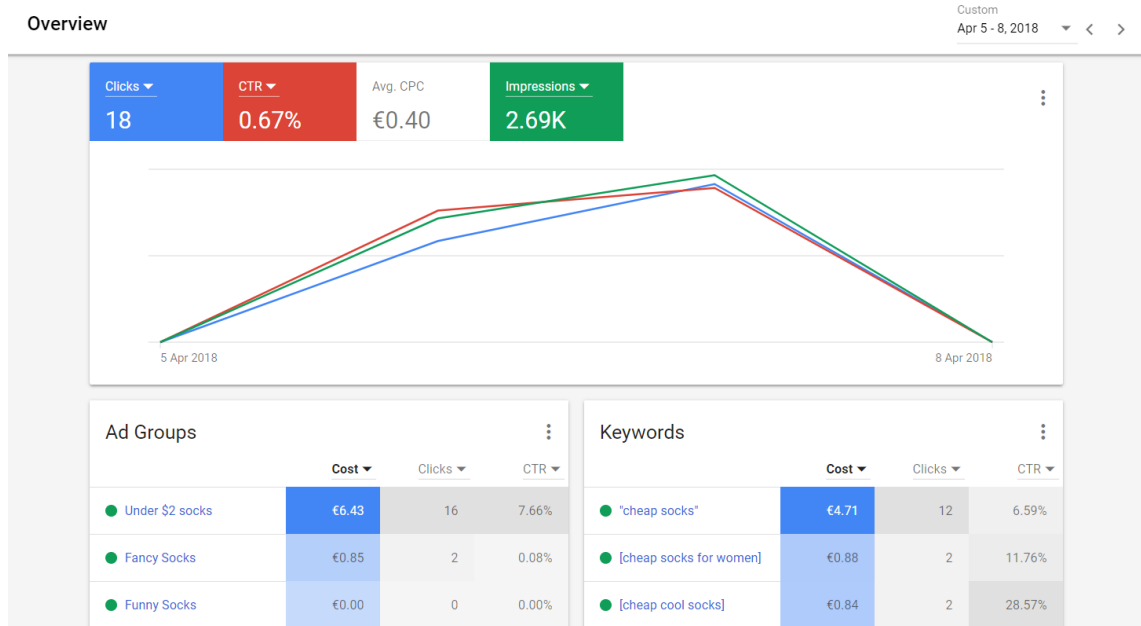 Overview
Custom
Apr 5 - 8, 2018
Clicks CTR Avg. CPC Impressions
18 0.67% €0.40 2.69K
5 Apr 2018 8 Apr 2018
Ad Groups
Cost Clicks CTR
Under $2 socks €6.43 16 7.66%
Fancy Socks €0.85 2 0.08%
Funny Socks €0.00 0 0.00%
Keywords
Cost Clicks CTR
"cheap socks" €4.71 12 6.59%
[cheap socks for women] €0.88 2 11.76%
[cheap cool socks] €0.84 2 28.57%